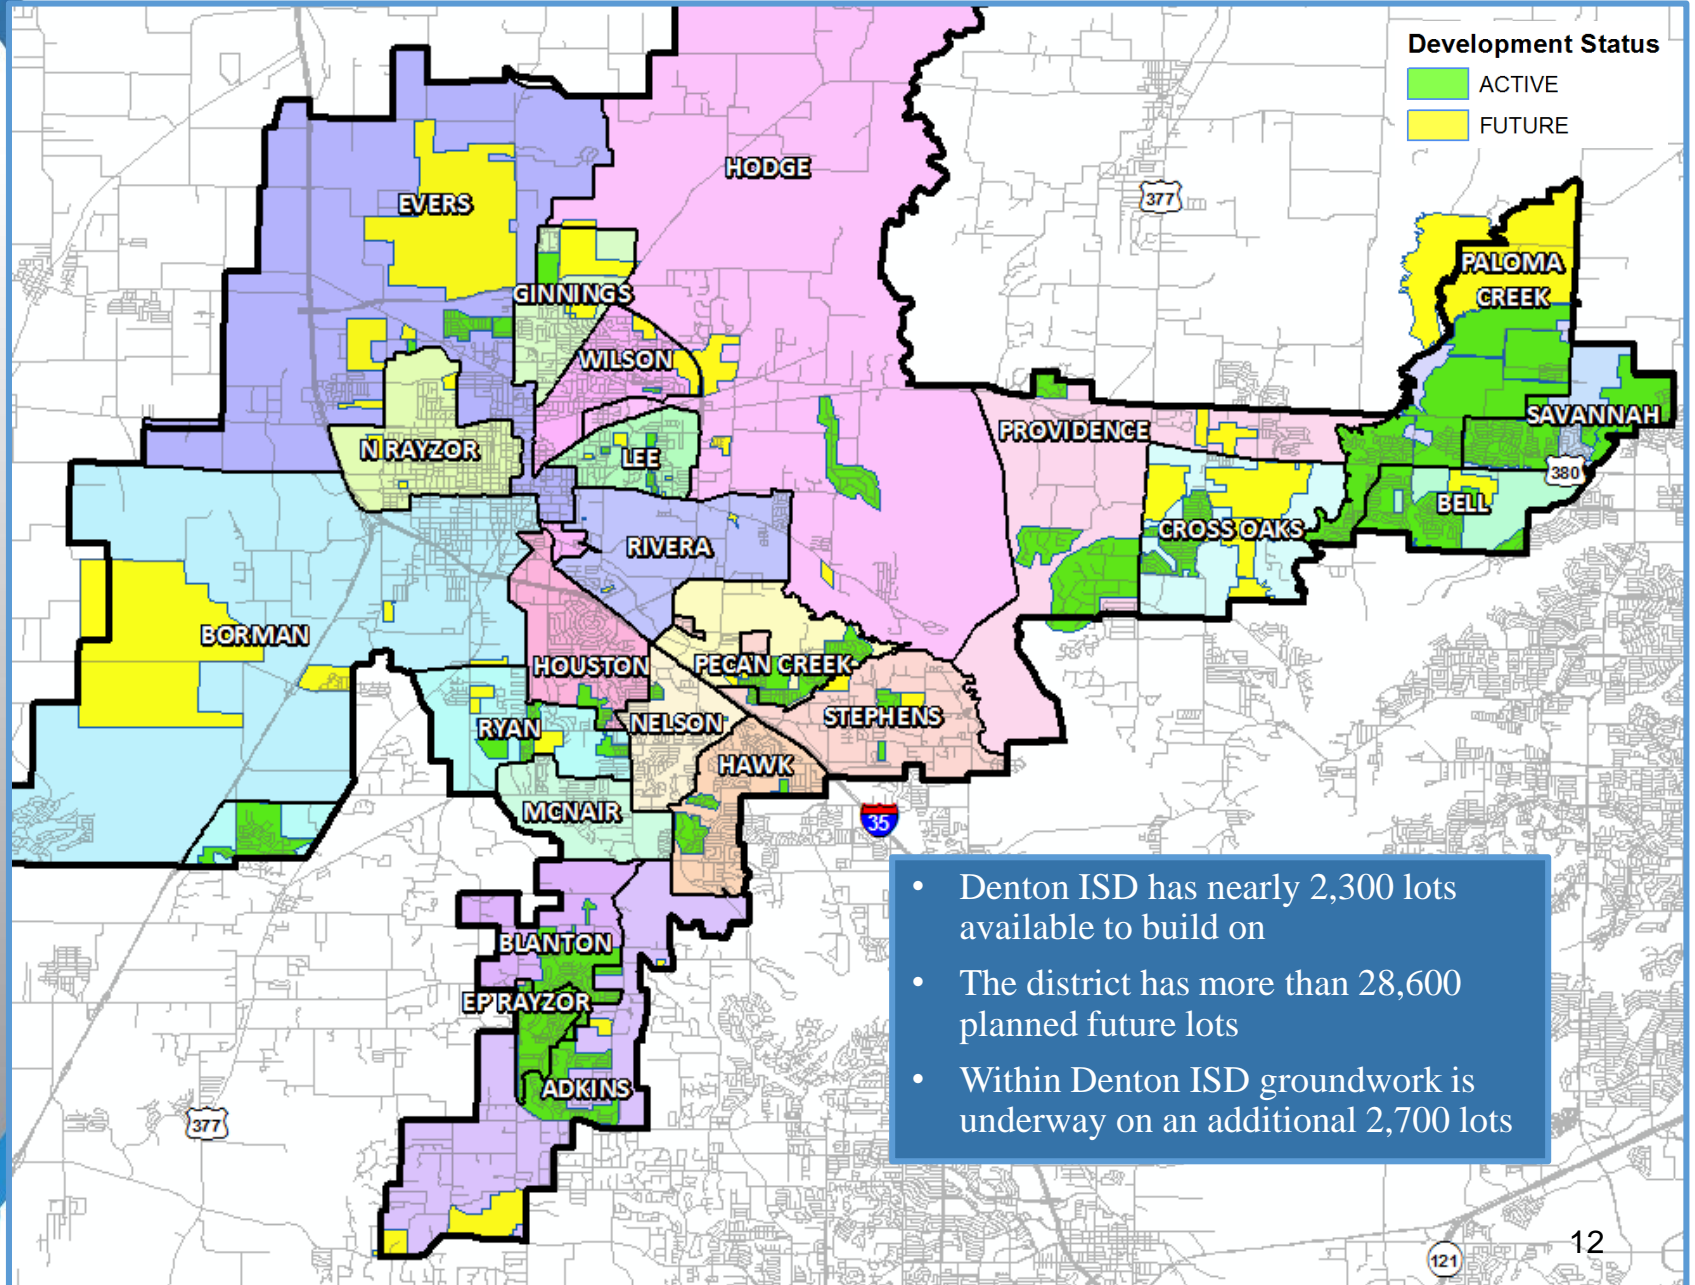 Development Status
ACTIVE
FUTURE
HODGE
377
EVERS
PALOMA
CREEK
GINNINGS
WILSON
SAVANNAH
PROVIDENCE
N RAYZOR
LEE
380
BELL
CROSS OAKS
RIVERA
BORMAN
HOUSTON
PECAN CREEK
RYAN
NELSON
STEPHENS
HAWK
MCNAIR
35
• Denton ISD has nearly 2,300 lots
available to build on
• The district has more than 28,600
planned future lots
• Within Denton ISD groundwork is
underway on an additional 2,700 lots
BLANTON
EP RAYZOR
ADKINS
377
12
121